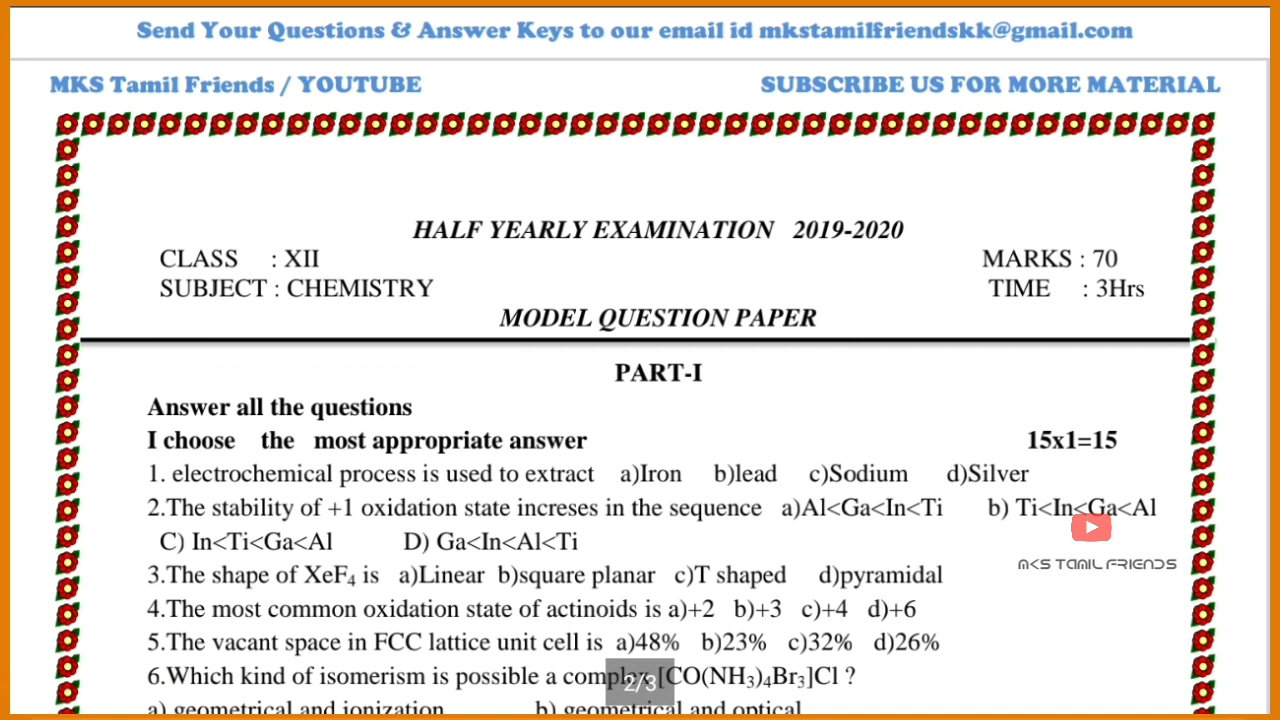 Send Your Questions & Answer Keys to our email id mkstamilfriendskk@gmail.com
MKS Tamil Friends / YOUTUBE SUBSCRIBE US FOR MORE MATERIAL
HALF YEARLY EXAMINATION 2019-2020
CLASS : XII MARKS : 70
SUBJECT : CHEMISTRY TIME : 3Hrs
MODEL QUESTION PAPER
PART-I
Answer all the questions
I choose the most appropriate answer 15x1=15
1. electrochemical process is used to extract a)Iron b)lead c)Sodium d)Silver
2.The stability of +1 oxidation state increses in the sequence a)Al<Ga<In<Ti b) Ti<In<Ga<Al
C) In<Ti<Ga<Al D) Ga<In<Al<Ti
MKS TAMIL FRIENDS
3.The shape of XeF₄ is a)Linear b)square planar c)T shaped d)pyramidal
4.The most common oxidation state of actinoids is a)+2 b)+3 c)+4 d)+6
5.The vacant space in FCC lattice unit cell is a)48% b)23% c)32% d)26%
6.Which kind of isomerism is possible a complex [CO(NH₃)₄Br₃]Cl ?
2/3
a) geometrical and ionization b) geometrical and optical